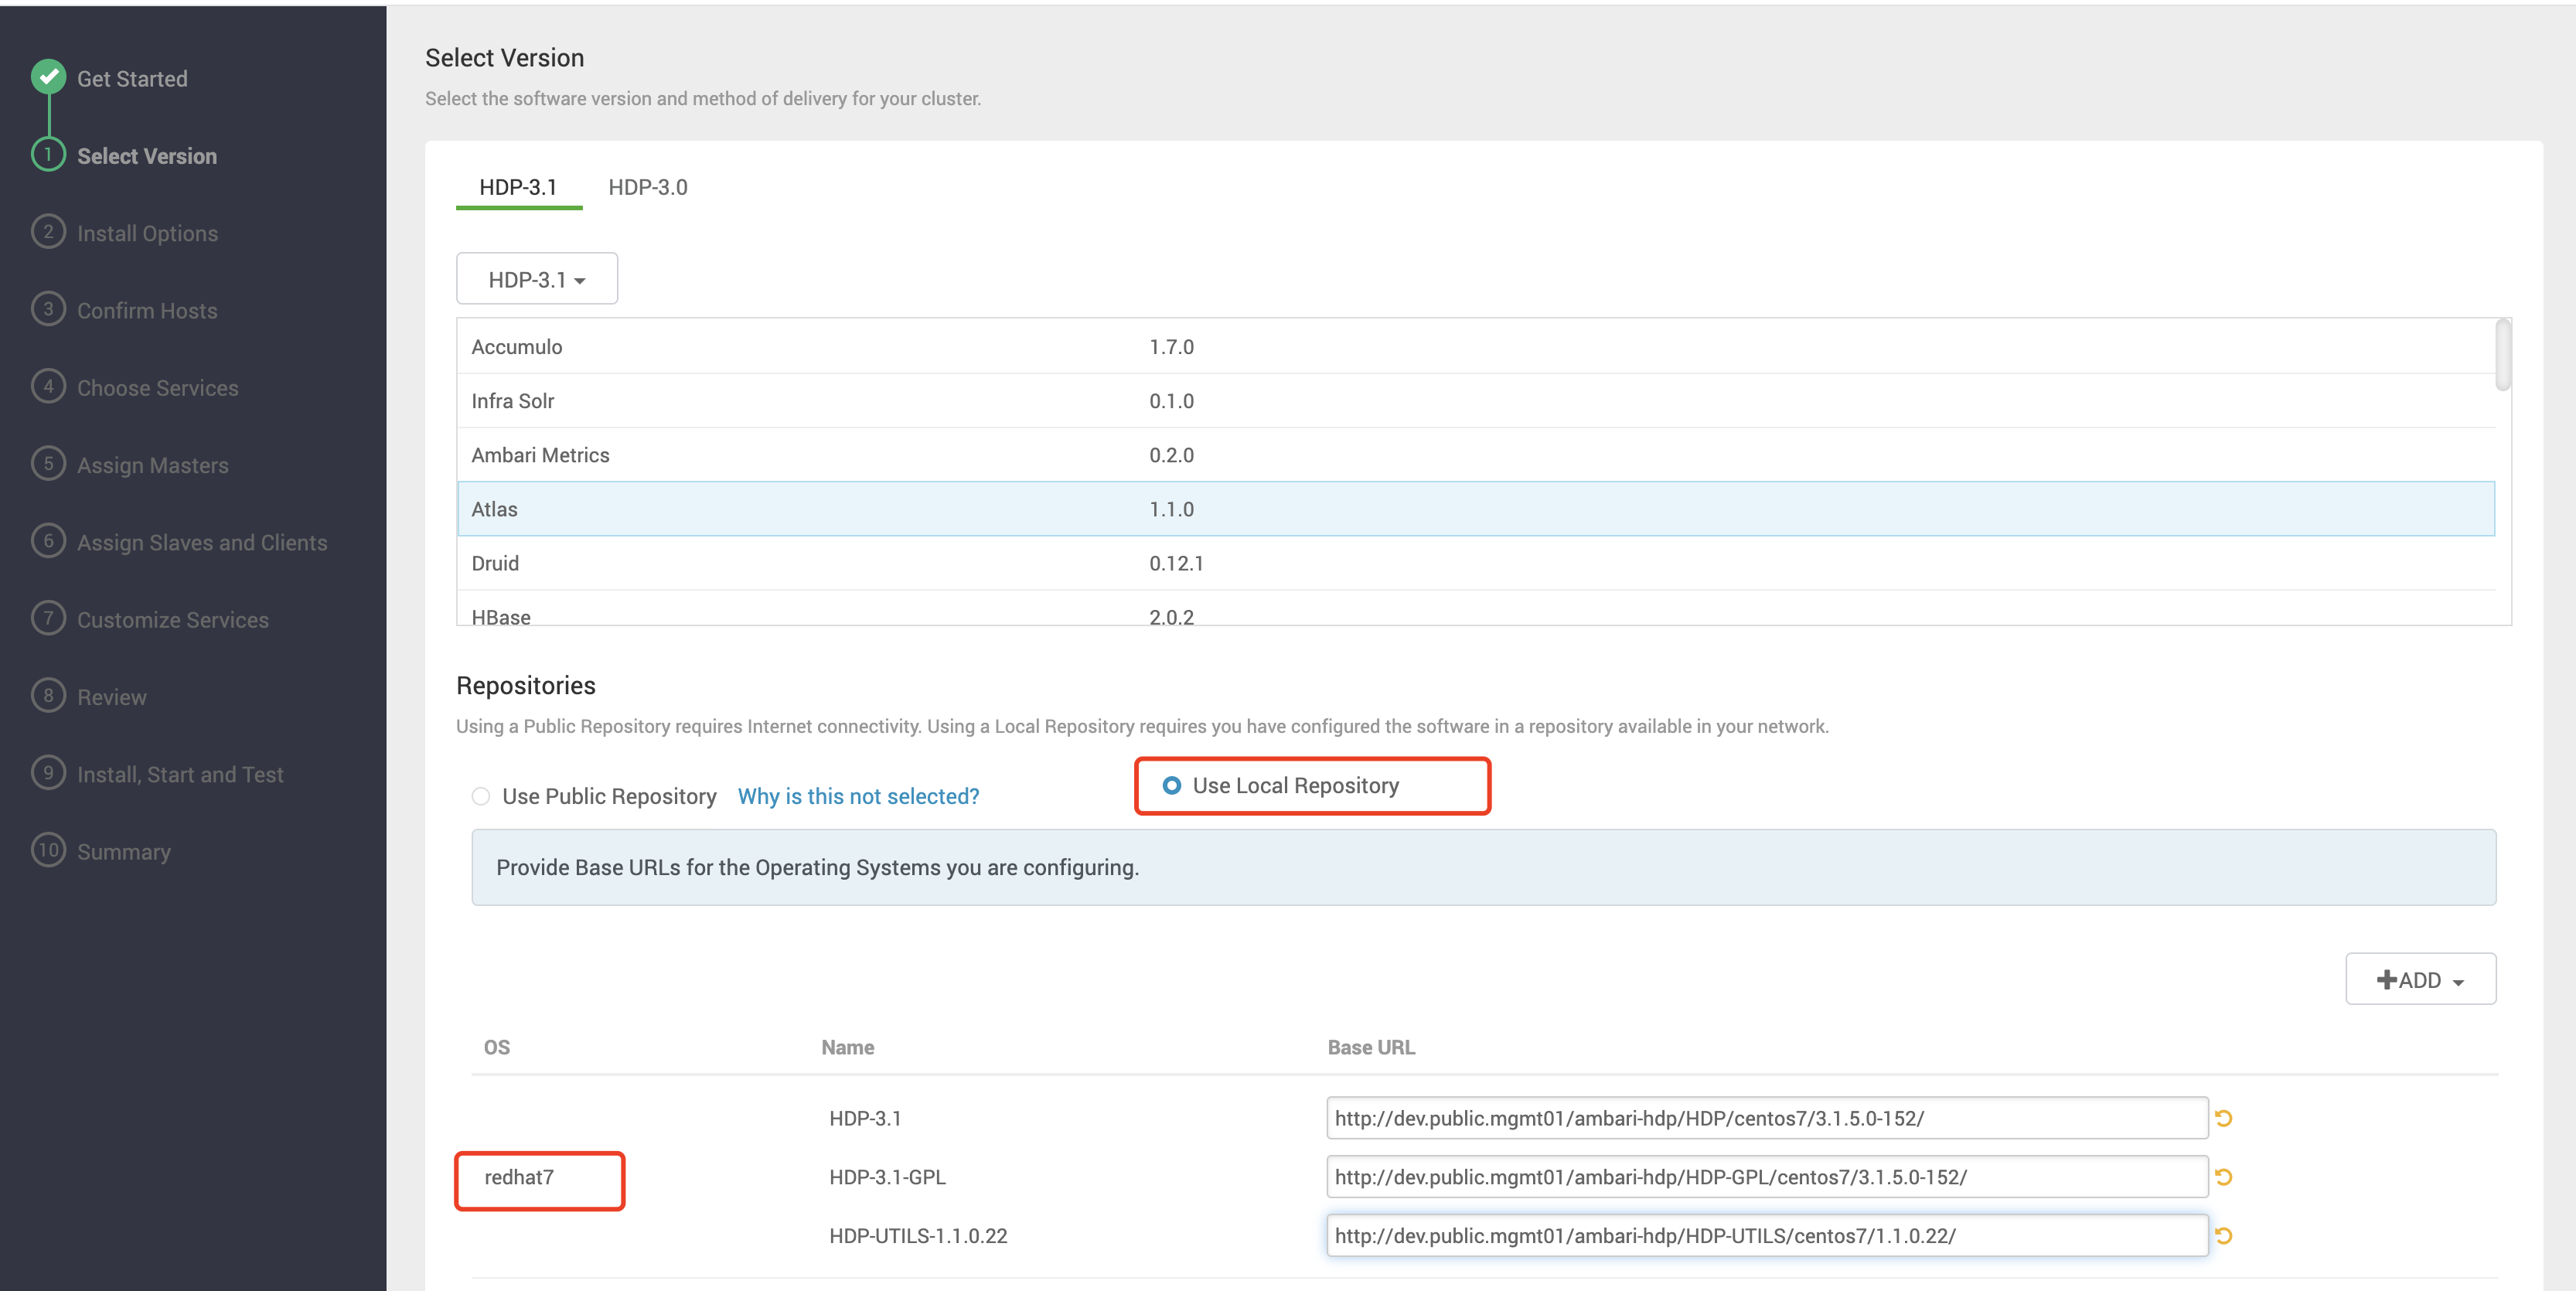 Get Started
1 Select Version
2 Install Options
3 Confirm Hosts
4 Choose Services
5 Assign Masters
6 Assign Slaves and Clients
7 Customize Services
8 Review
9 Install, Start and Test
10 Summary
Select Version
Select the software version and method of delivery for your cluster.
HDP-3.1 HDP-3.0
HDP-3.1
Accumulo 1.7.0
Infra Solr 0.1.0
Ambari Metrics 0.2.0
Atlas 1.1.0
Druid 0.12.1
HBase 2.0.2
Repositories
Using a Public Repository requires Internet connectivity. Using a Local Repository requires you have configured the software in a repository available in your network.
Use Public Repository Why is this not selected? Use Local Repository
Provide Base URLs for the Operating Systems you are configuring.
ADD
OS Name Base URL
HDP-3.1 http://dev.public.mgmt01/ambari-hdp/HDP/centos7/3.1.5.0-152/
redhat7 HDP-3.1-GPL http://dev.public.mgmt01/ambari-hdp/HDP-GPL/centos7/3.1.5.0-152/
HDP-UTILS-1.1.0.22 http://dev.public.mgmt01/ambari-hdp/HDP-UTILS/centos7/1.1.0.22/